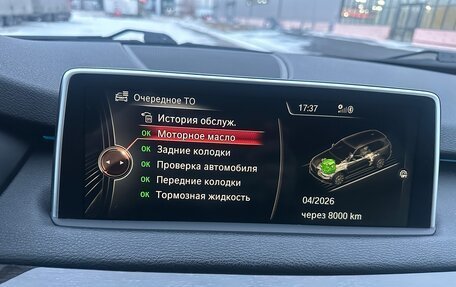 Очередное ТО
17:37
История обслуж.
OK Моторное масло
OK Задние колодки
OK Проверка автомобиля
OK Передние колодки
OK Тормозная жидкость
04/2026
через 8000 km